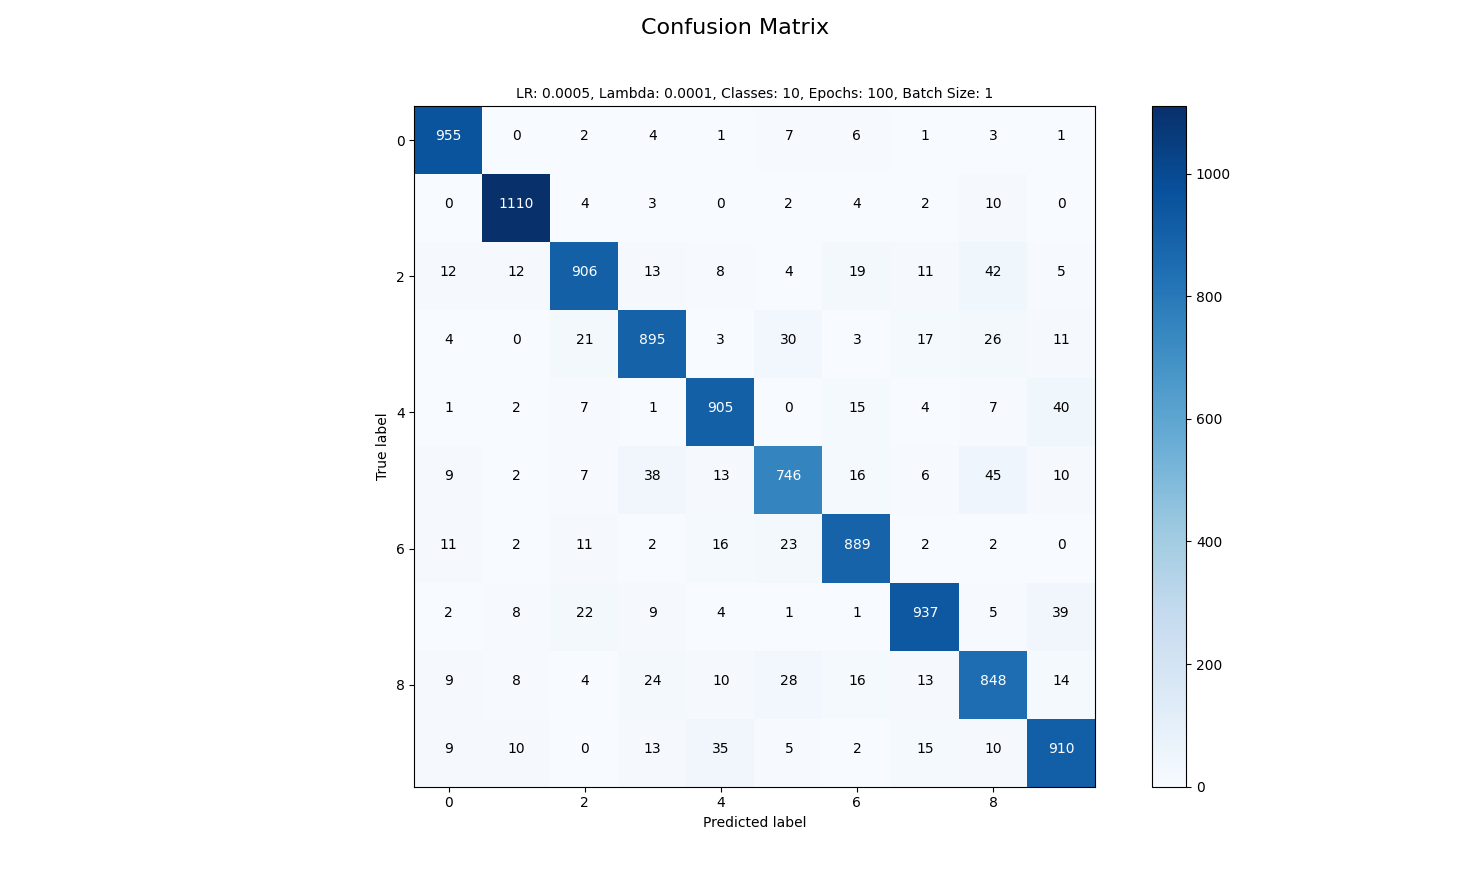 Confusion Matrix
LR: 0.0005, Lambda: 0.0001, Classes: 10, Epochs: 100, Batch Size: 1
0 955 0 2 4 1 7 6 1 3 1
0 1110 4 3 0 2 4 2 10 0
2 12 12 906 13 8 4 19 11 42 5
4 0 21 895 3 30 3 17 26 11
4 1 2 7 1 905 0 15 4 7 40
9 2 7 38 13 746 16 6 45 10
6 11 2 11 2 16 23 889 2 2 0
2 8 22 9 4 1 1 937 5 39
8 9 8 4 24 10 28 16 13 848 14
9 10 0 13 35 5 2 15 10 910
0 2 4 6 8
Predicted label
True label
1000
800
600
400
200
0